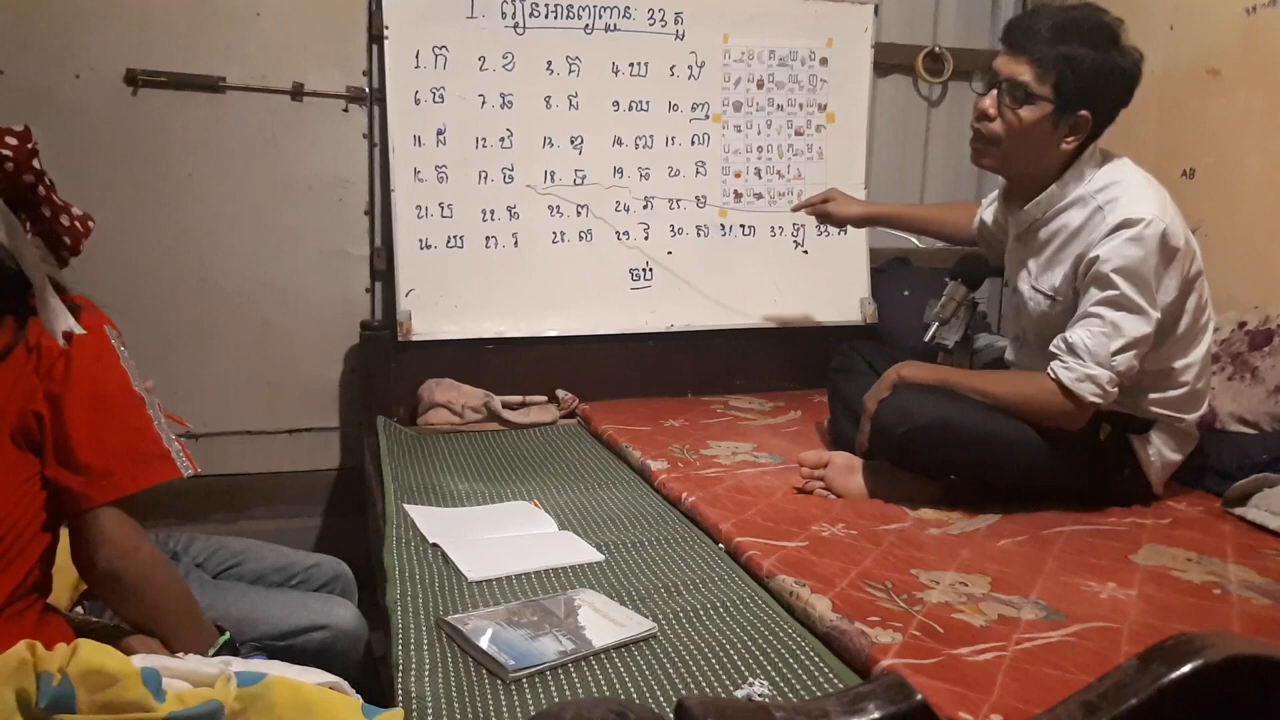 I. រៀនអានព្យញ្ជនៈ 33 តួ
1. ក 2. ខ 3. គ 4. ឃ 5. ង
6. ច 7. ឆ 8. ជ 9. ឈ 10. ញ
11. ដ 12. ឋ 13. ឌ 14. ឍ 15. ណ
16. ត 17. ថ 18. ទ 19. ធ 20. ន
21. ប 22. ផ 23. ព 24. ភ 25. ម
26. យ 27. រ 28. ល 29. វ 30. ស 31. ហ 32. ឡ 33. អ
ចប់
AB